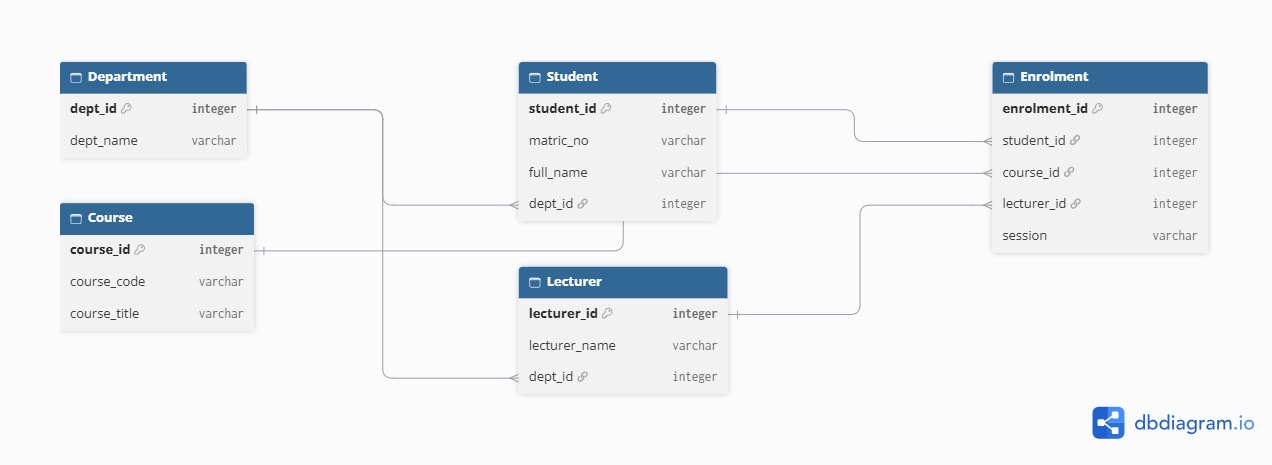 Department
dept_id integer
dept_name varchar
Course
course_id integer
course_code varchar
course_title varchar
Student
student_id integer
matric_no varchar
full_name varchar
dept_id integer
Lecturer
lecturer_id integer
lecturer_name varchar
dept_id integer
Enrolment
enrolment_id integer
student_id integer
course_id integer
lecturer_id integer
session varchar
dbdiagram.io